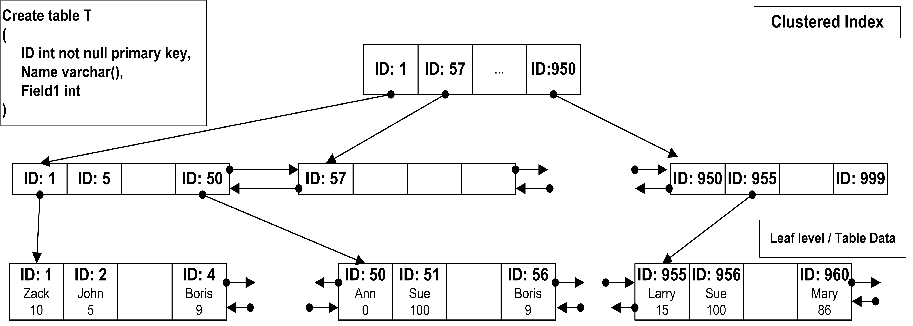 Create table T
(
ID int not null primary key,
Name varchar(),
Field1 int
)
Clustered Index
ID: 1 ID: 57 ... ID:950
ID: 1 ID: 5 ID: 50
ID: 57
ID: 950 ID: 955 ID: 999
Leaf level / Table Data
ID: 1 ID: 2 ID: 4
Zack John Boris
10 5 9
ID: 50 ID: 51 ID: 56
Ann Sue Boris
0 100 9
ID: 955 ID: 956 ID: 960
Larry Sue Mary
15 100 86